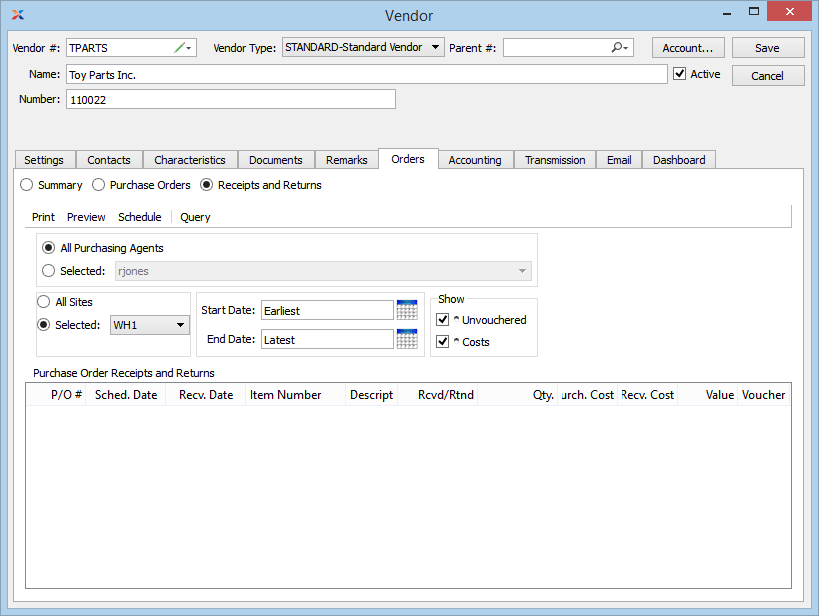 Vendor
Vendor #: TPARTS Vendor Type: STANDARD-Standard Vendor Parent #: Account... Save
Name: Toy Parts Inc. Active Cancel
Number: 110022
Settings Contacts Characteristics Documents Remarks Orders Accounting Transmission Email Dashboard
Summary Purchase Orders Receipts and Returns
Print Preview Schedule Query
All Purchasing Agents
Selected: rjones
All Sites
Selected: WH1
Start Date: Earliest
End Date: Latest
Show
^ Unvouchered
^ Costs
Purchase Order Receipts and Returns
P/O # Sched. Date Recv. Date Item Number Descript Rcvd/Rtnd Qty. urch. Cost Recv. Cost Value Voucher